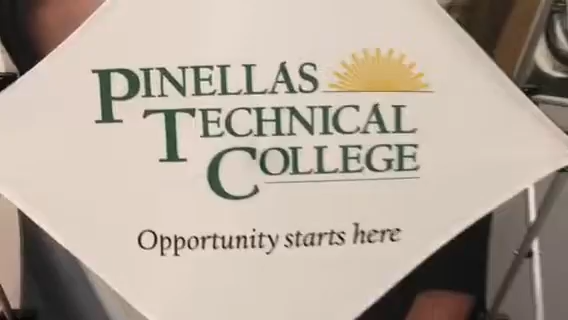 PINELLAS
TECHNICAL
COLLEGE
Opportunity starts here